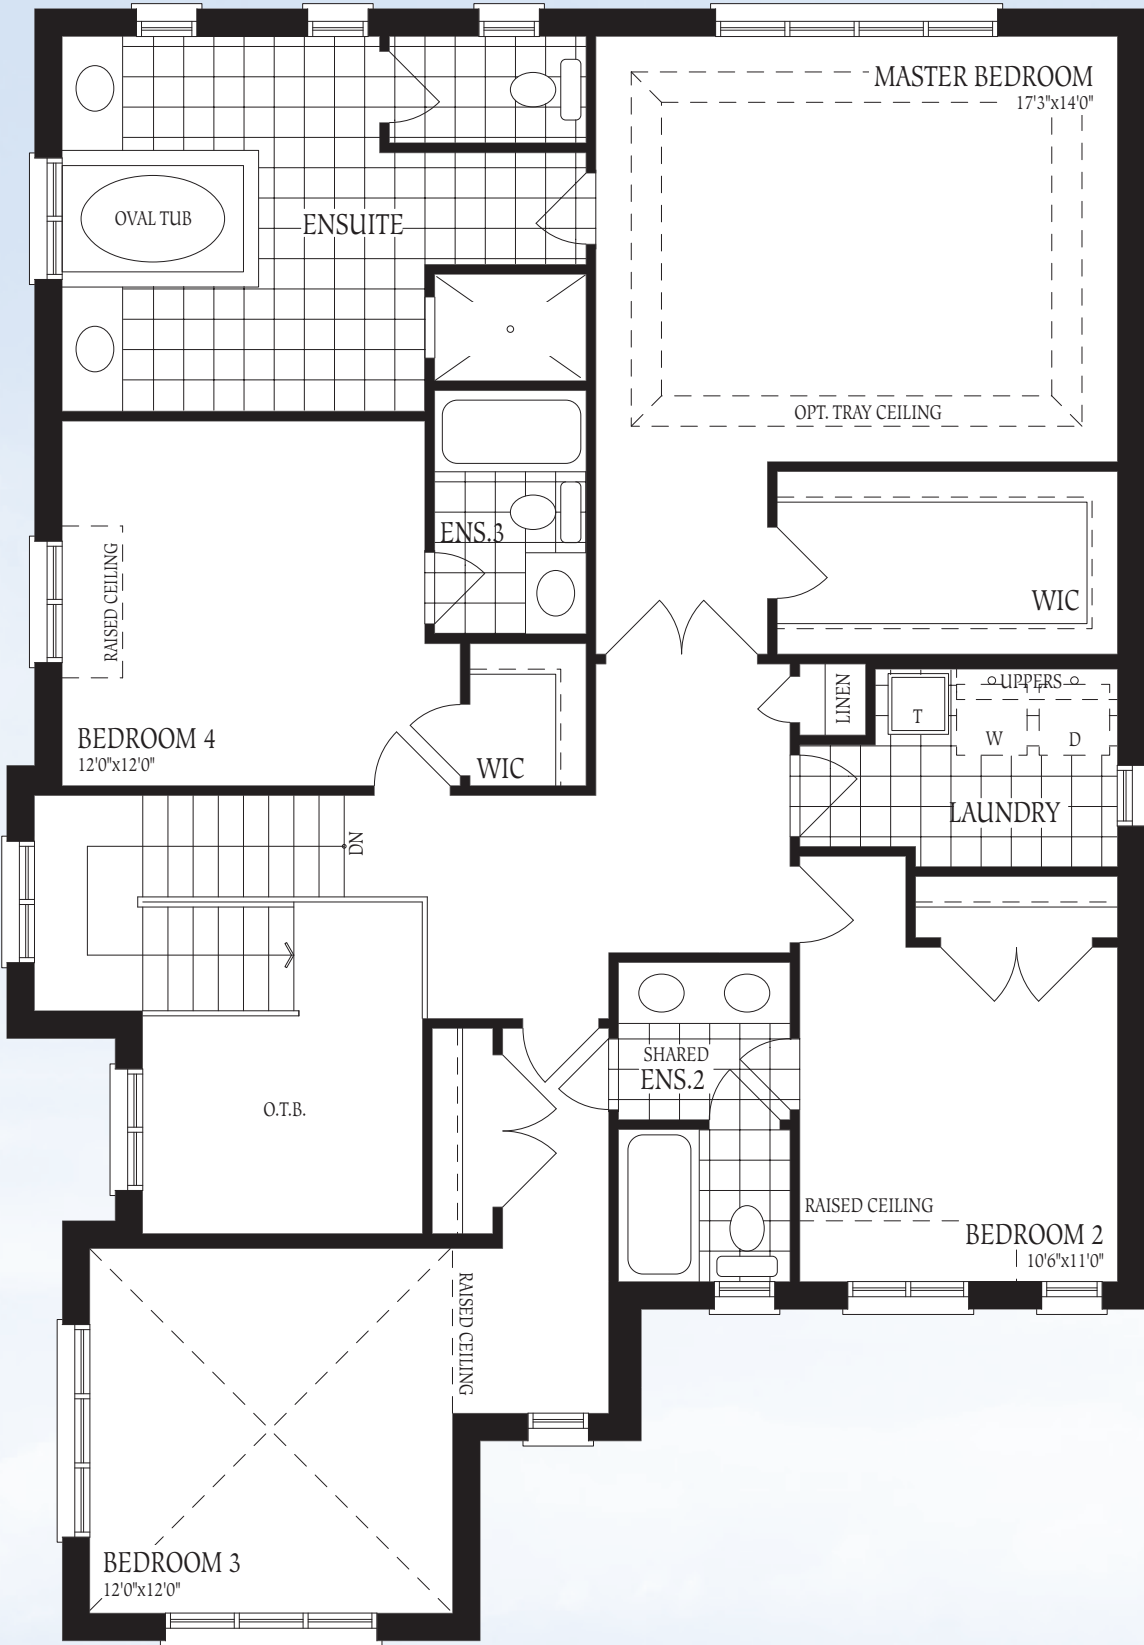 MASTER BEDROOM
17'3"x14'0"
OVAL TUB
ENSUITE
OPT. TRAY CEILING
ENS.3
RAISED CEILING
WIC
LINEN
UPPERS
T
W
D
BEDROOM 4
12'0"x12'0"
WIC
LAUNDRY
DN
SHARED
ENS.2
O.T.B.
RAISED CEILING
BEDROOM 2
10'6"x11'0"
RAISED CEILING
BEDROOM 3
12'0"x12'0"